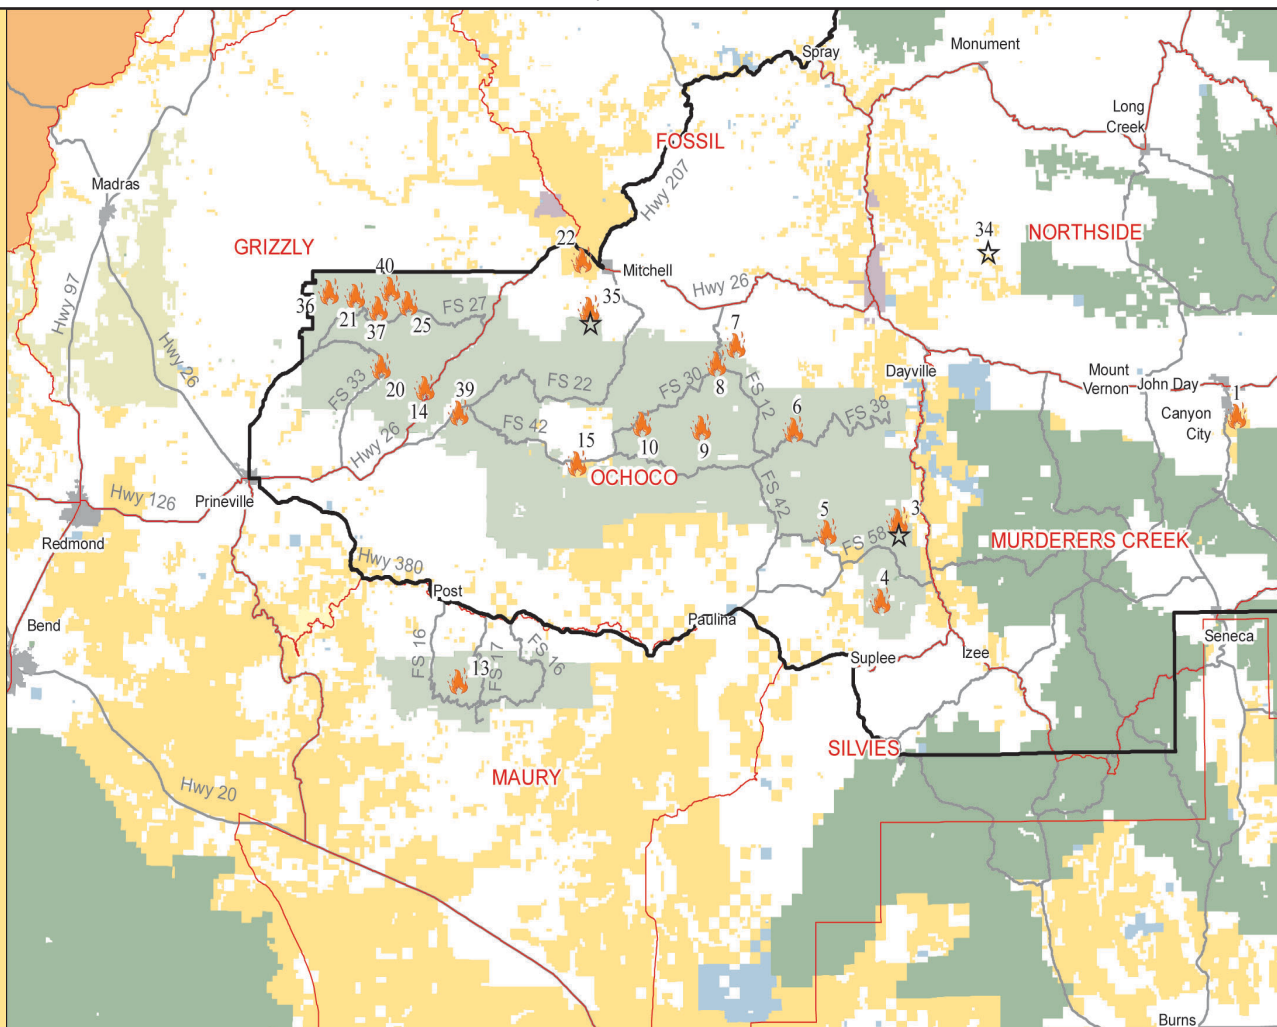 Spray
Monument
Long
Creek
FOSSIL
Hwy 207
Madras
GRIZZLY
22
34
NORTHSIDE
Mitchell
40
36
21
37
25
FS 27
35
Hwy 26
Hwy 97
Hwy 26
7
8
FS 30
FS 12
Dayville
Mount
Vernon
John Day
1
Canyon
City
FS 33
20
14
39
FS 22
FS 42
Hwy 26
15
10
9
6
FS 38
OCHOCO
Prineville
Hwy 126
Redmond
FS 42
5
3
FS 58
MURDERERS CREEK
Hwy 380
4
Post
Paulina
Bend
Seneca
FS 16
13
FS 17
FS 16
Suplee
Izee
SILVIES
MAURY
Hwy 20
Burns